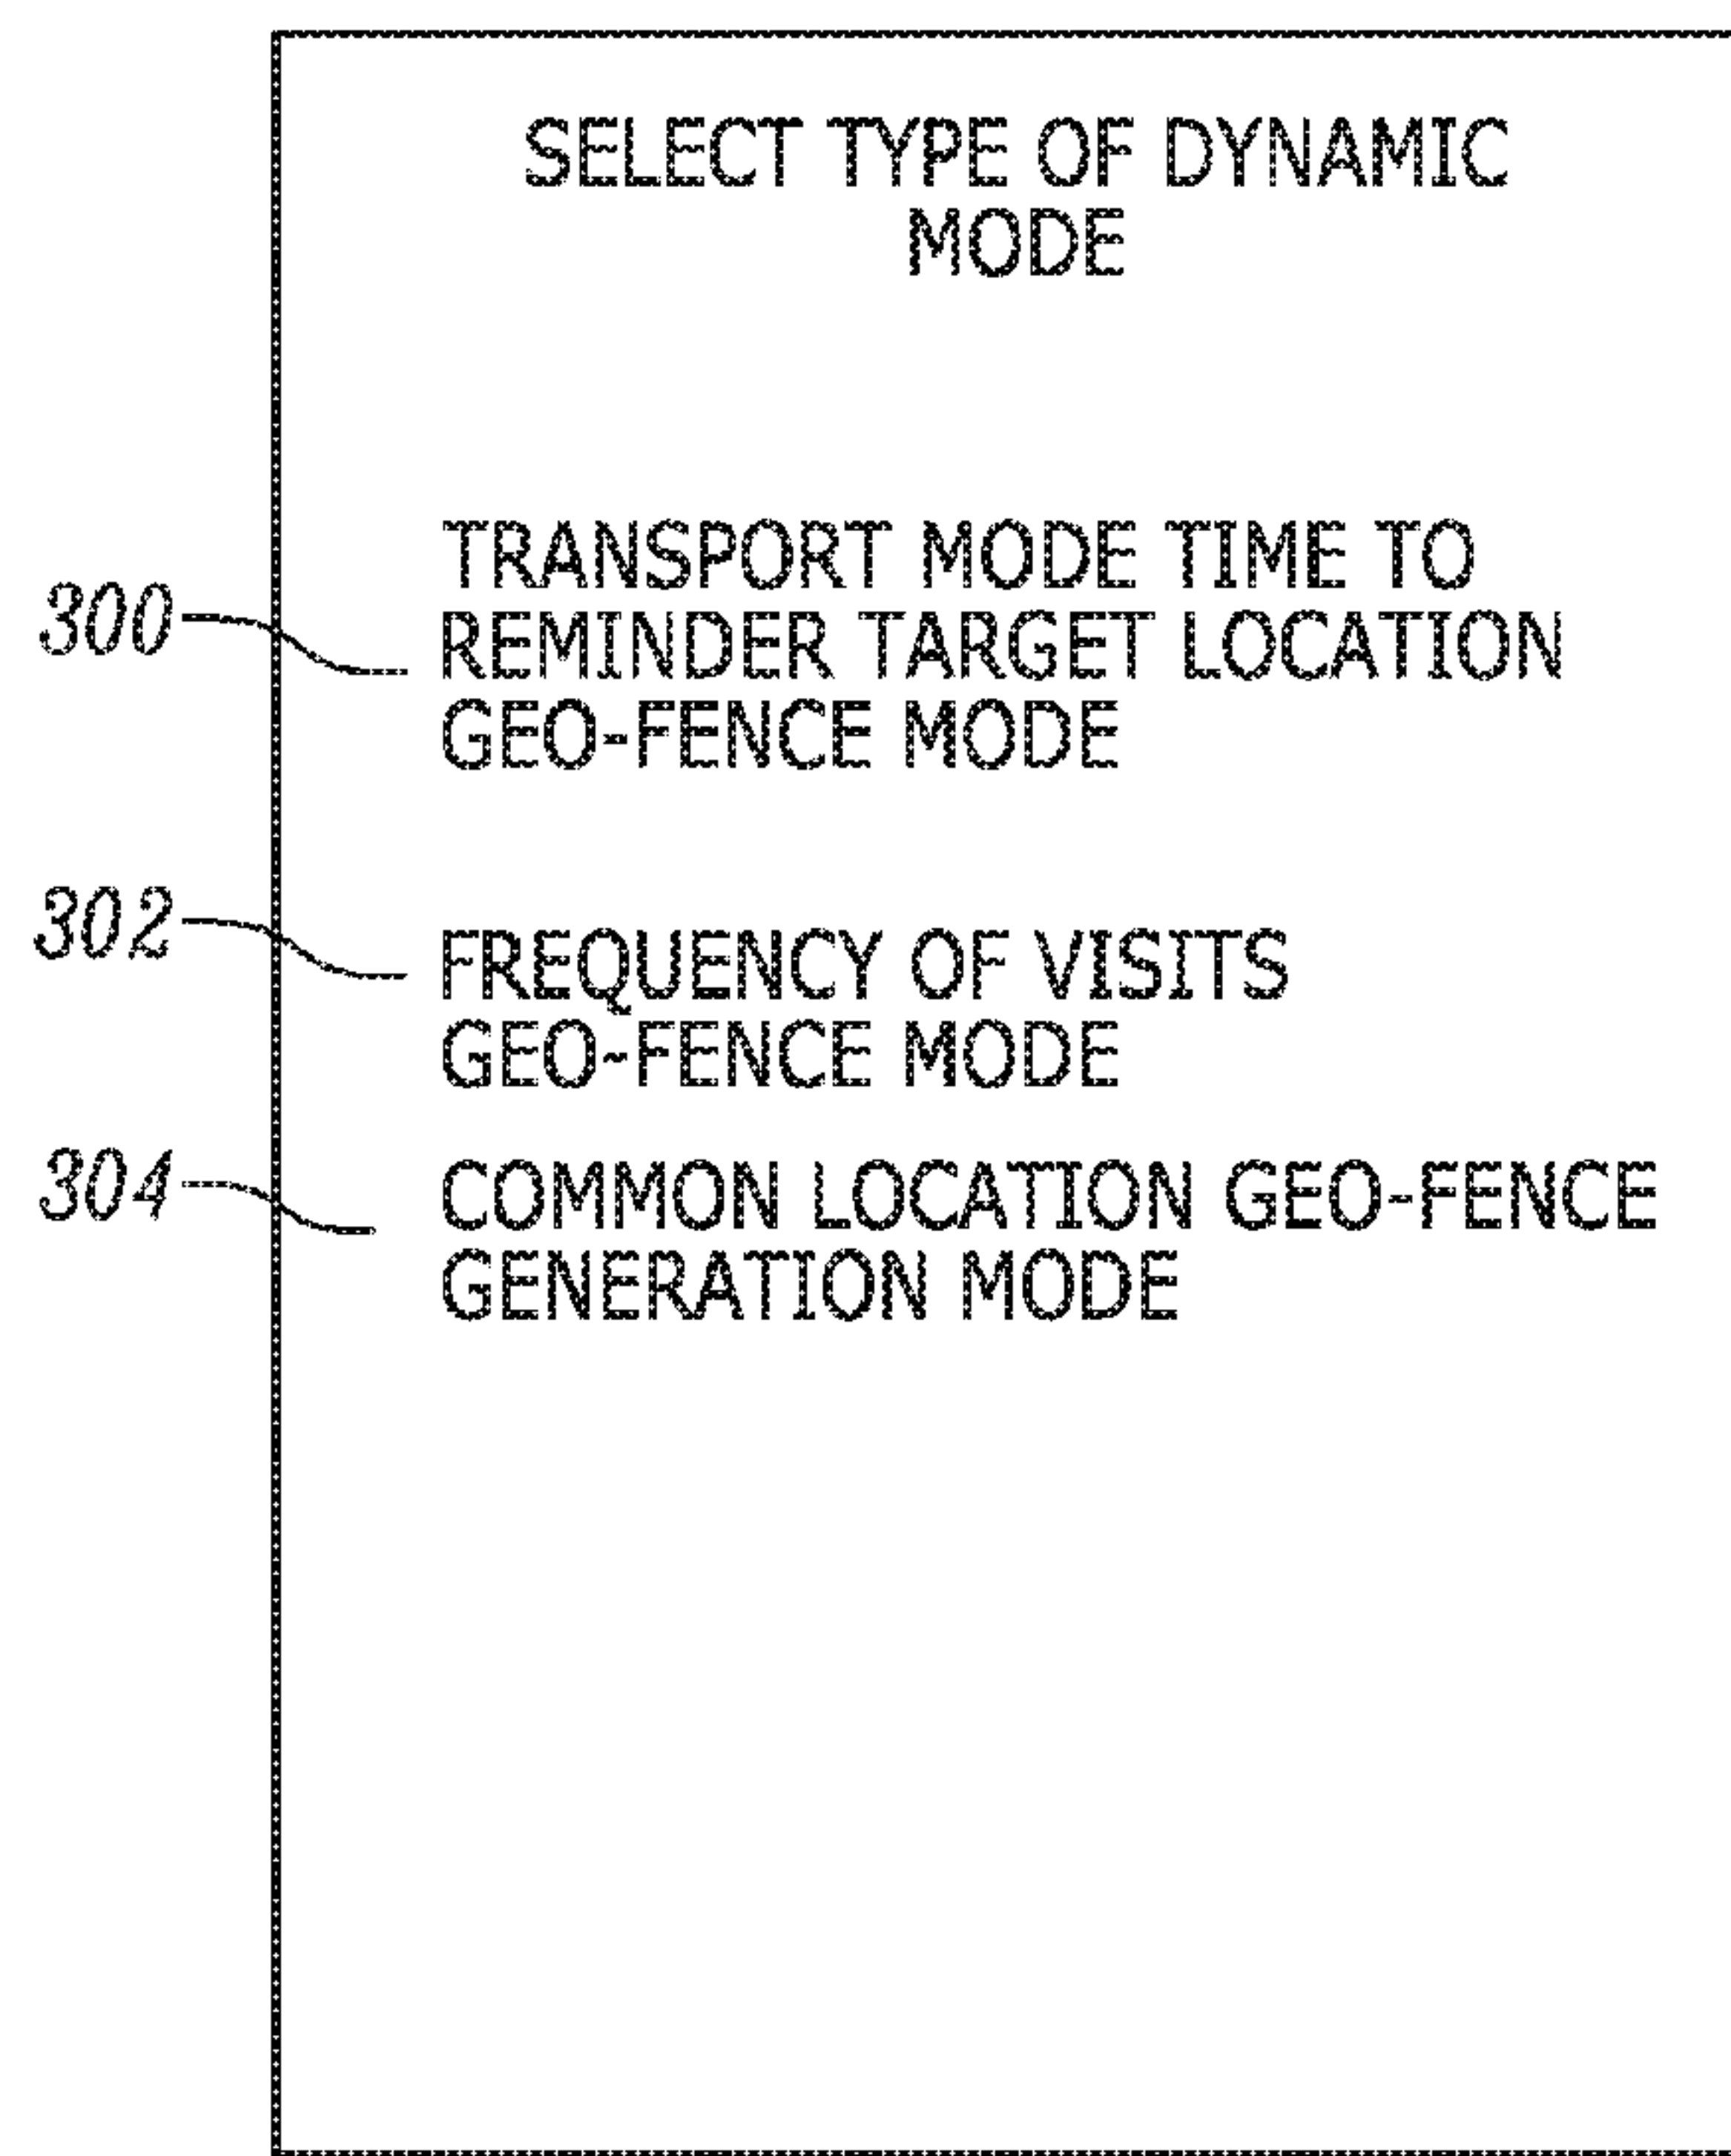 SELECT TYPE OF DYNAMIC
MODE
300
TRANSPORT MODE TIME TO
REMINDER TARGET LOCATION
GEO-FENCE MODE
302
FREQUENCY OF VISITS
GEO-FENCE MODE
304
COMMON LOCATION GEO-FENCE
GENERATION MODE